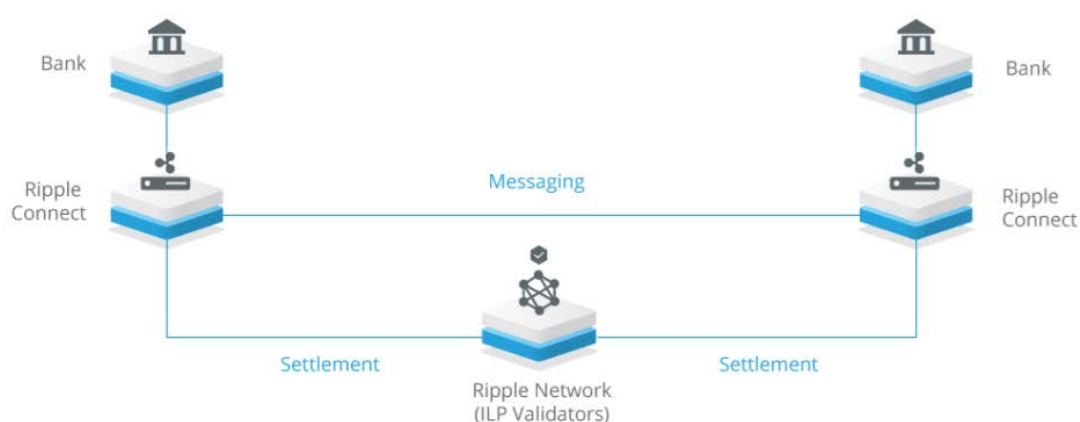 Bank
Bank
Ripple
Connect
Messaging
Ripple
Connect
Settlement
Settlement
Ripple Network
(ILP Validators)